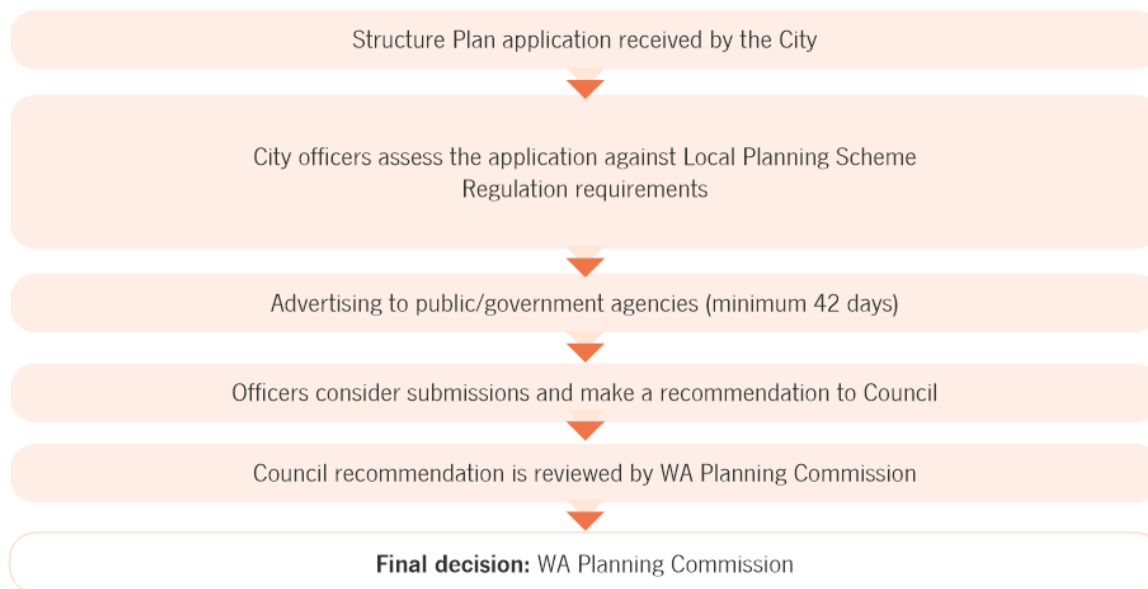 Structure Plan application received by the City
City officers assess the application against Local Planning Scheme
Regulation requirements
Advertising to public/government agencies (minimum 42 days)
Officers consider submissions and make a recommendation to Council
Council recommendation is reviewed by WA Planning Commission
Final decision: WA Planning Commission